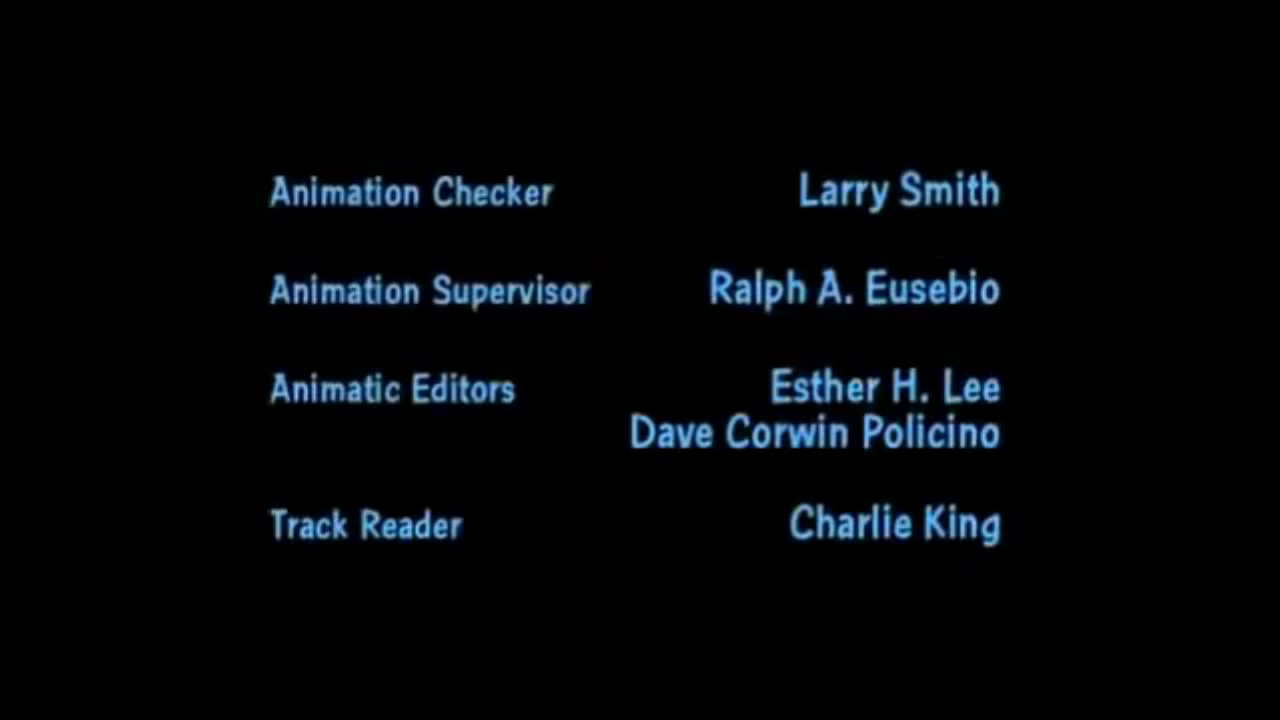 Animation Checker Larry Smith
Animation Supervisor Ralph A. Eusebio
Animatic Editors Esther H. Lee
Dave Corwin Policino
Track Reader Charlie King